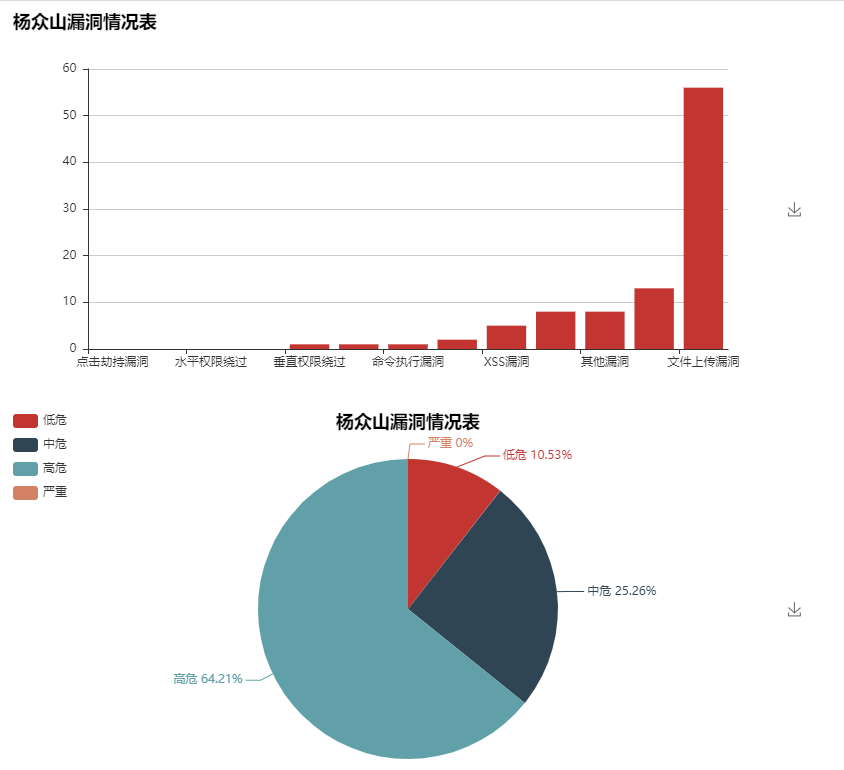 杨众山漏洞情况表
60
50
40
30
20
10
0
点击劫持漏洞 水平权限绕过 垂直权限绕过 命令执行漏洞 XSS漏洞 其他漏洞 文件上传漏洞
杨众山漏洞情况表
低危
中危
高危
严重
严重 0%
低危 10.53%
中危 25.26%
高危 64.21%